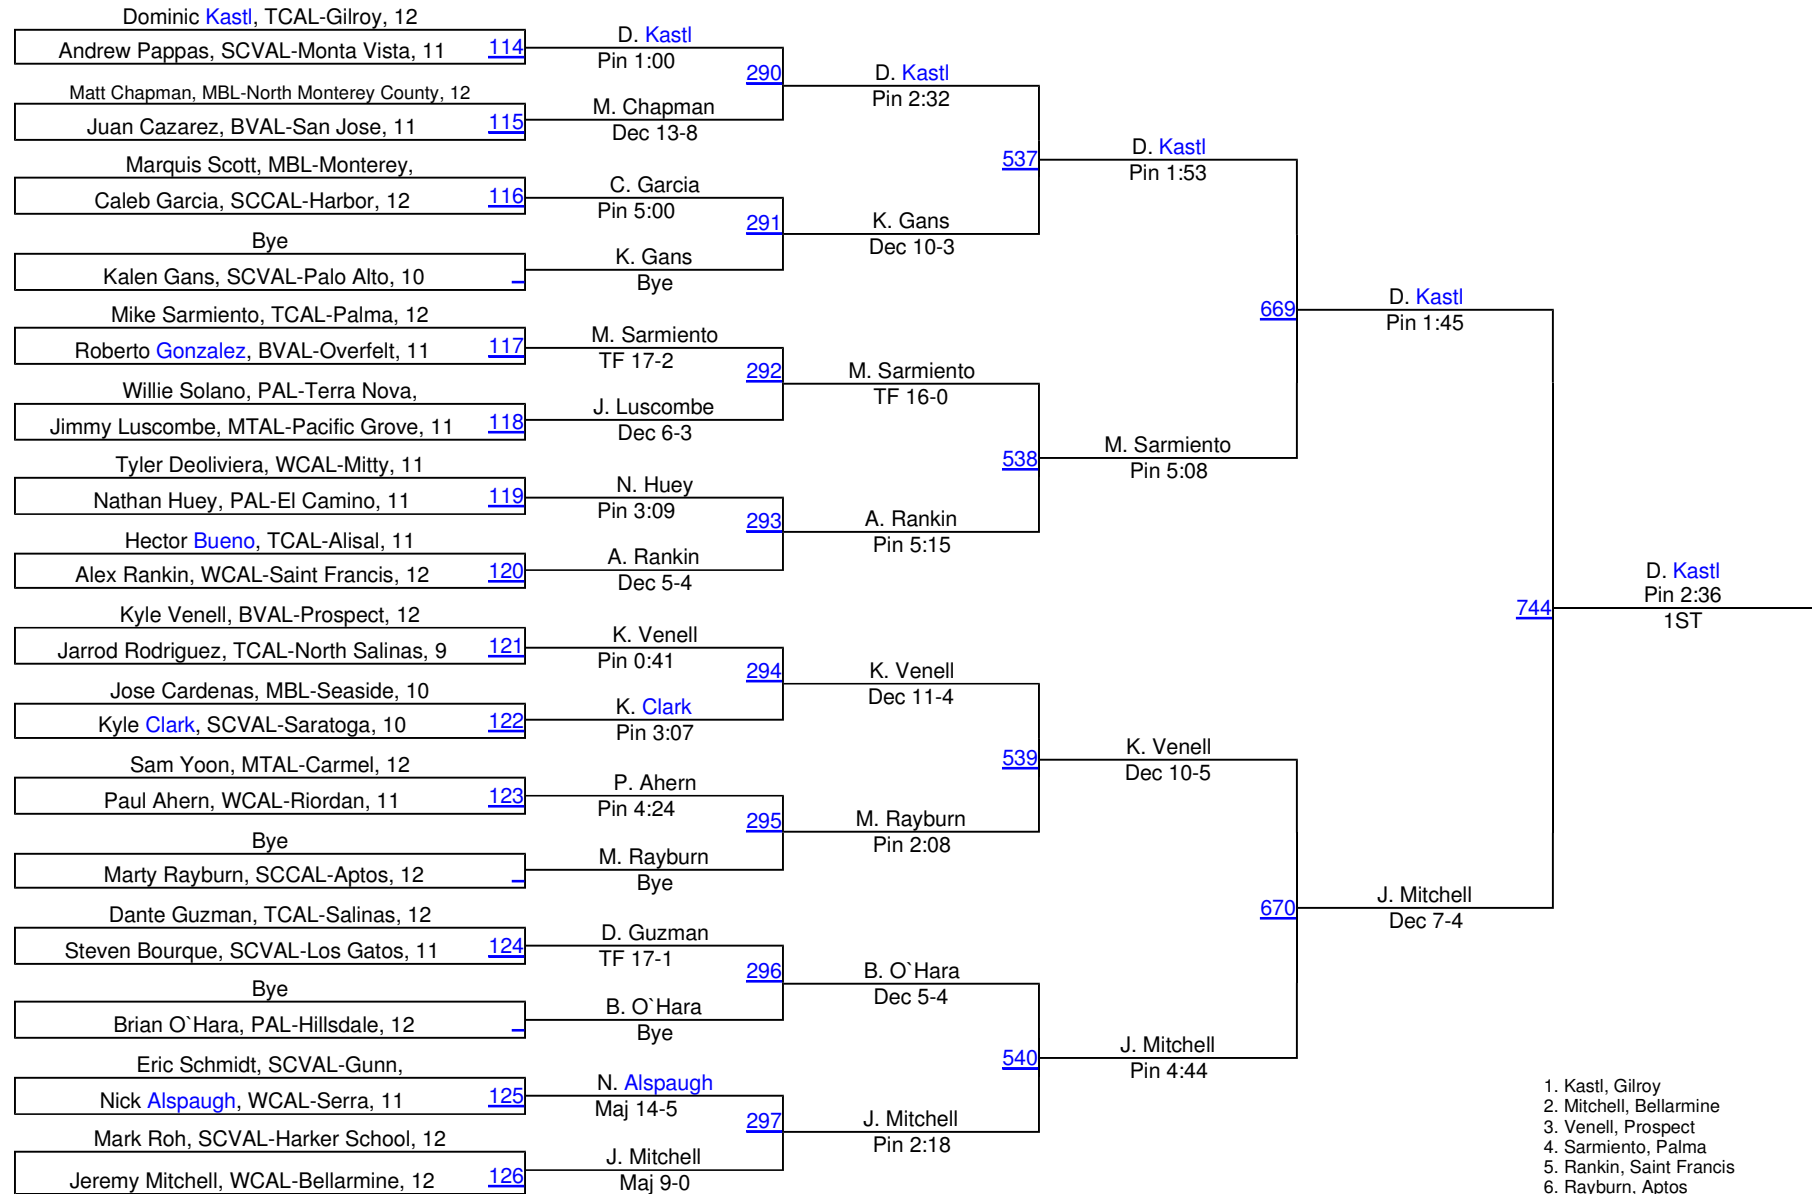 Dominic Kastl, TCAL-Gilroy, 12
Andrew Pappas, SCVAL-Monta Vista, 11
114
Matt Chapman, MBL-North Monterey County, 12
Juan Cazarez, BVAL-San Jose, 11
115
Marquis Scott, MBL-Monterey,
Caleb Garcia, SCCAL-Harbor, 12
116
Bye
Kalen Gans, SCVAL-Palo Alto, 10
Mike Sarmiento, TCAL-Palma, 12
Roberto Gonzalez, BVAL-Overfelt, 11
117
Willie Solano, PAL-Terra Nova,
Jimmy Luscombe, MTAL-Pacific Grove, 11
118
Tyler Deoliviera, WCAL-Mitty, 11
Nathan Huey, PAL-El Camino, 11
119
Hector Bueno, TCAL-Alisal, 11
Alex Rankin, WCAL-Saint Francis, 12
120
Kyle Venell, BVAL-Prospect, 12
Jarrod Rodriguez, TCAL-North Salinas, 9
121
Jose Cardenas, MBL-Seaside, 10
Kyle Clark, SCVAL-Saratoga, 10
122
Sam Yoon, MTAL-Carmel, 12
Paul Ahern, WCAL-Riordan, 11
123
Bye
Marty Rayburn, SCCAL-Aptos, 12
Dante Guzman, TCAL-Salinas, 12
Steven Bourque, SCVAL-Los Gatos, 11
124
Bye
Brian O`Hara, PAL-Hillsdale, 12
Eric Schmidt, SCVAL-Gunn,
Nick Alspaugh, WCAL-Serra, 11
125
Mark Roh, SCVAL-Harker School, 12
Jeremy Mitchell, WCAL-Bellarmine, 12
126
D. Kastl
Pin 1:00
290
M. Chapman
Dec 13-8
C. Garcia
Pin 5:00
291
K. Gans
Bye
M. Sarmiento
TF 17-2
292
J. Luscombe
Dec 6-3
N. Huey
Pin 3:09
293
A. Rankin
Dec 5-4
K. Venell
Pin 0:41
294
K. Clark
Pin 3:07
P. Ahern
Pin 4:24
295
M. Rayburn
Bye
D. Guzman
TF 17-1
296
B. O`Hara
Bye
N. Alspaugh
Maj 14-5
297
J. Mitchell
Maj 9-0
D. Kastl
Pin 2:32
537
K. Gans
Dec 10-3
M. Sarmiento
TF 16-0
538
A. Rankin
Pin 5:15
K. Venell
Dec 11-4
539
M. Rayburn
Pin 2:08
B. O`Hara
Dec 5-4
540
J. Mitchell
Pin 2:18
D. Kastl
Pin 1:53
669
M. Sarmiento
Pin 5:08
K. Venell
Dec 10-5
670
J. Mitchell
Pin 4:44
D. Kastl
Pin 1:45
744
J. Mitchell
Dec 7-4
D. Kastl
Pin 2:36
1ST
1. Kastl, Gilroy
2. Mitchell, Bellarmine
3. Venell, Prospect
4. Sarmiento, Palma
5. Rankin, Saint Francis
6. Rayburn, Aptos